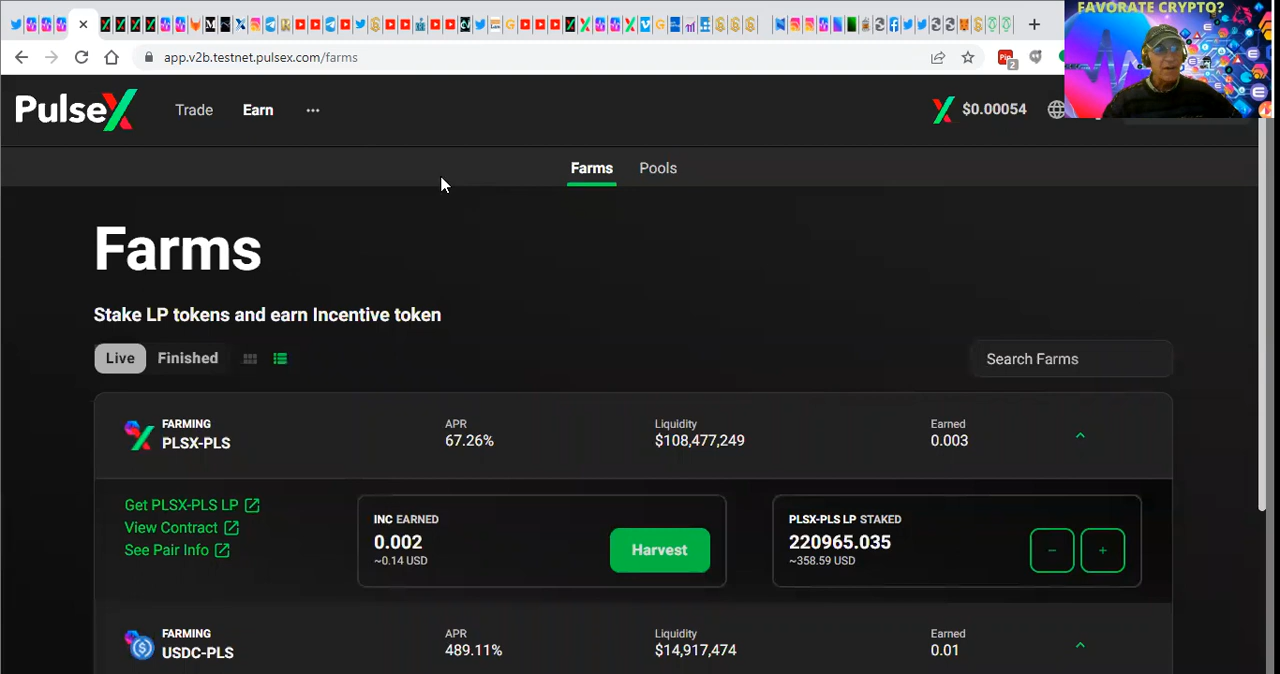 FAVORATE CRYPTO?
app.v2b.testnet.pulsex.com/farms
2
PulseX
Trade
Earn
$0.00054
Farms
Pools
Farms
Stake LP tokens and earn Incentive token
Live
Finished
Search Farms
FARMING
PLSX-PLS
APR
67.26%
Liquidity
$108,477,249
Earned
0.003
Get PLSX-PLS LP
View Contract
See Pair Info
INC EARNED
0.002
~0.14 USD
Harvest
PLSX-PLS LP STAKED
220965.035
~358.59 USD
−
+
FARMING
USDC-PLS
APR
489.11%
Liquidity
$14,917,474
Earned
0.01